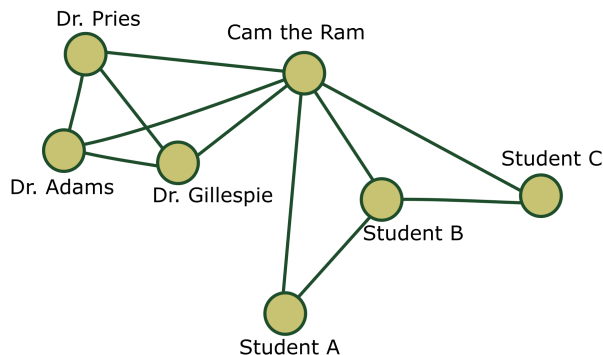 Dr. Pries
Cam the Ram
Dr. Adams
Dr. Gillespie
Student C
Student B
Student A